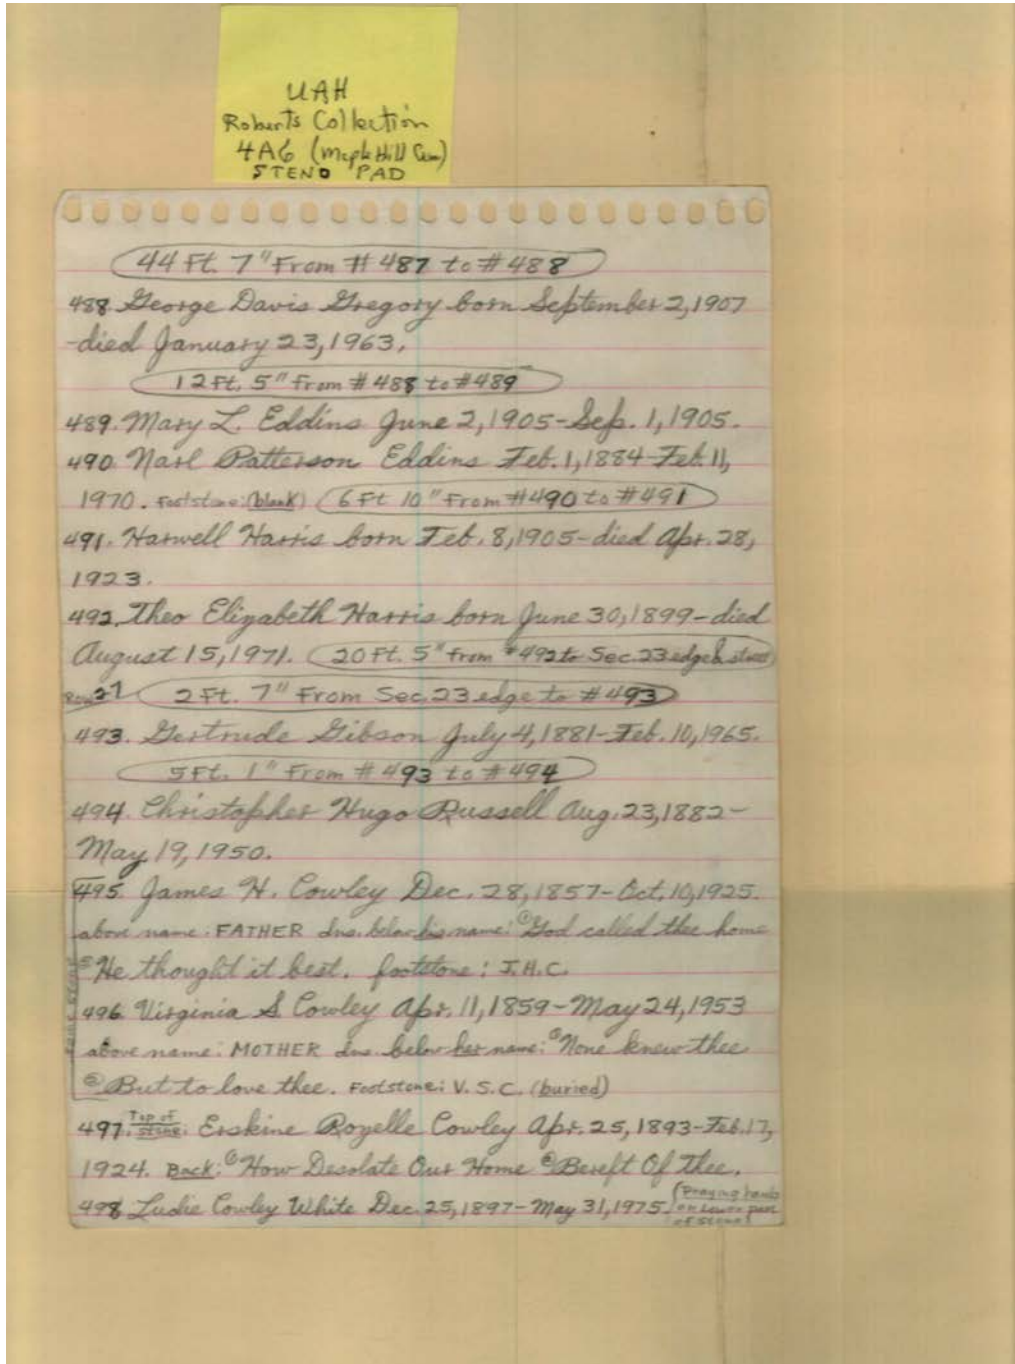 UAH
Roberts Collection
4A6 (Maple Hill Cem)
STENO PAD
44 Ft. 7" From # 487 to # 488
488. George Davis Gregory born September 2, 1907
-died January 23, 1963.
12 Ft. 5" From # 488 to # 489
489. Mary L. Eddins June 2, 1905-Sep. 1, 1905.
490. Narl Patterson Eddins Feb. 1, 1884-Feb. 11,
1970. Footstone: (blank) 6 Ft 10" From # 490 to # 491
491. Harwell Harris born Feb. 8, 1905-died Apr. 28,
1923.
492. Theo Elizabeth Harris born June 30, 1899-died
August 15, 1971. 20 Ft. 5" From #492 to Sec. 23 edge & street
Row 27 2 Ft. 7" From Sec. 23 edge to # 493
493. Gertrude Gibson July 4, 1881-Feb. 10, 1965.
5 Ft. 1" From # 493 to # 494
494. Christopher Hugo Russell Aug. 23, 1882-
May 19, 1950.
495. James H. Cowley Dec. 28, 1857-Oct. 10, 1925.
above name: FATHER ins. below his name: ① God called thee home
② He thought it best. footstone: J.H.C.
496. Virginia S Cowley Apr. 11, 1859-May 24, 1953
above name: MOTHER ins. below her name: ① None knew thee
② But to love thee. Footstone: V.S.C. (buried)
497. Top of stone: Erskine Rozelle Cowley Apr. 25, 1893-Feb. 17,
1924. Back: ① How Desolate Our Home ② Bereft Of Thee.
498 Ludie Cowley White Dec. 25, 1897-May 31, 1975 (Praying hands
on lower part
of stone)